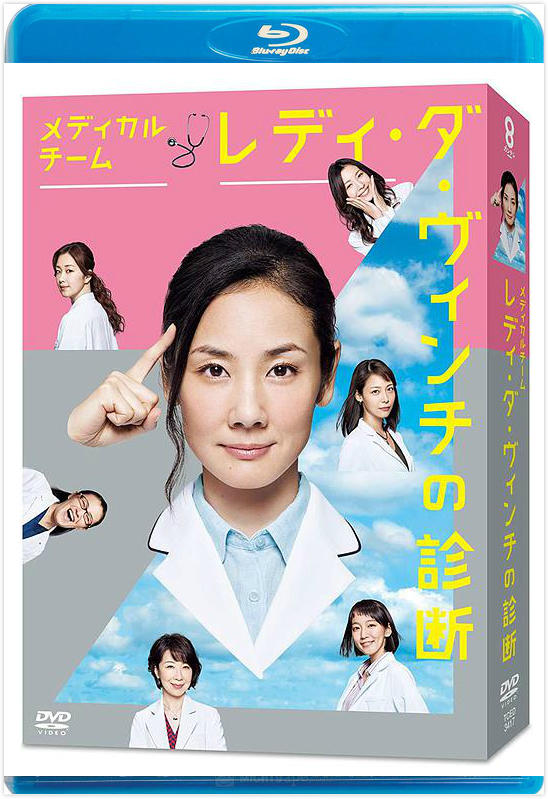 Blu-ray Disc
メディカル
チーム
レディ・ダ・ヴィンチの診断
メディカルチーム
レディ・ダ・ヴィンチの診断
DVD
VIDEO
DVD
VIDEO
TCED
3417